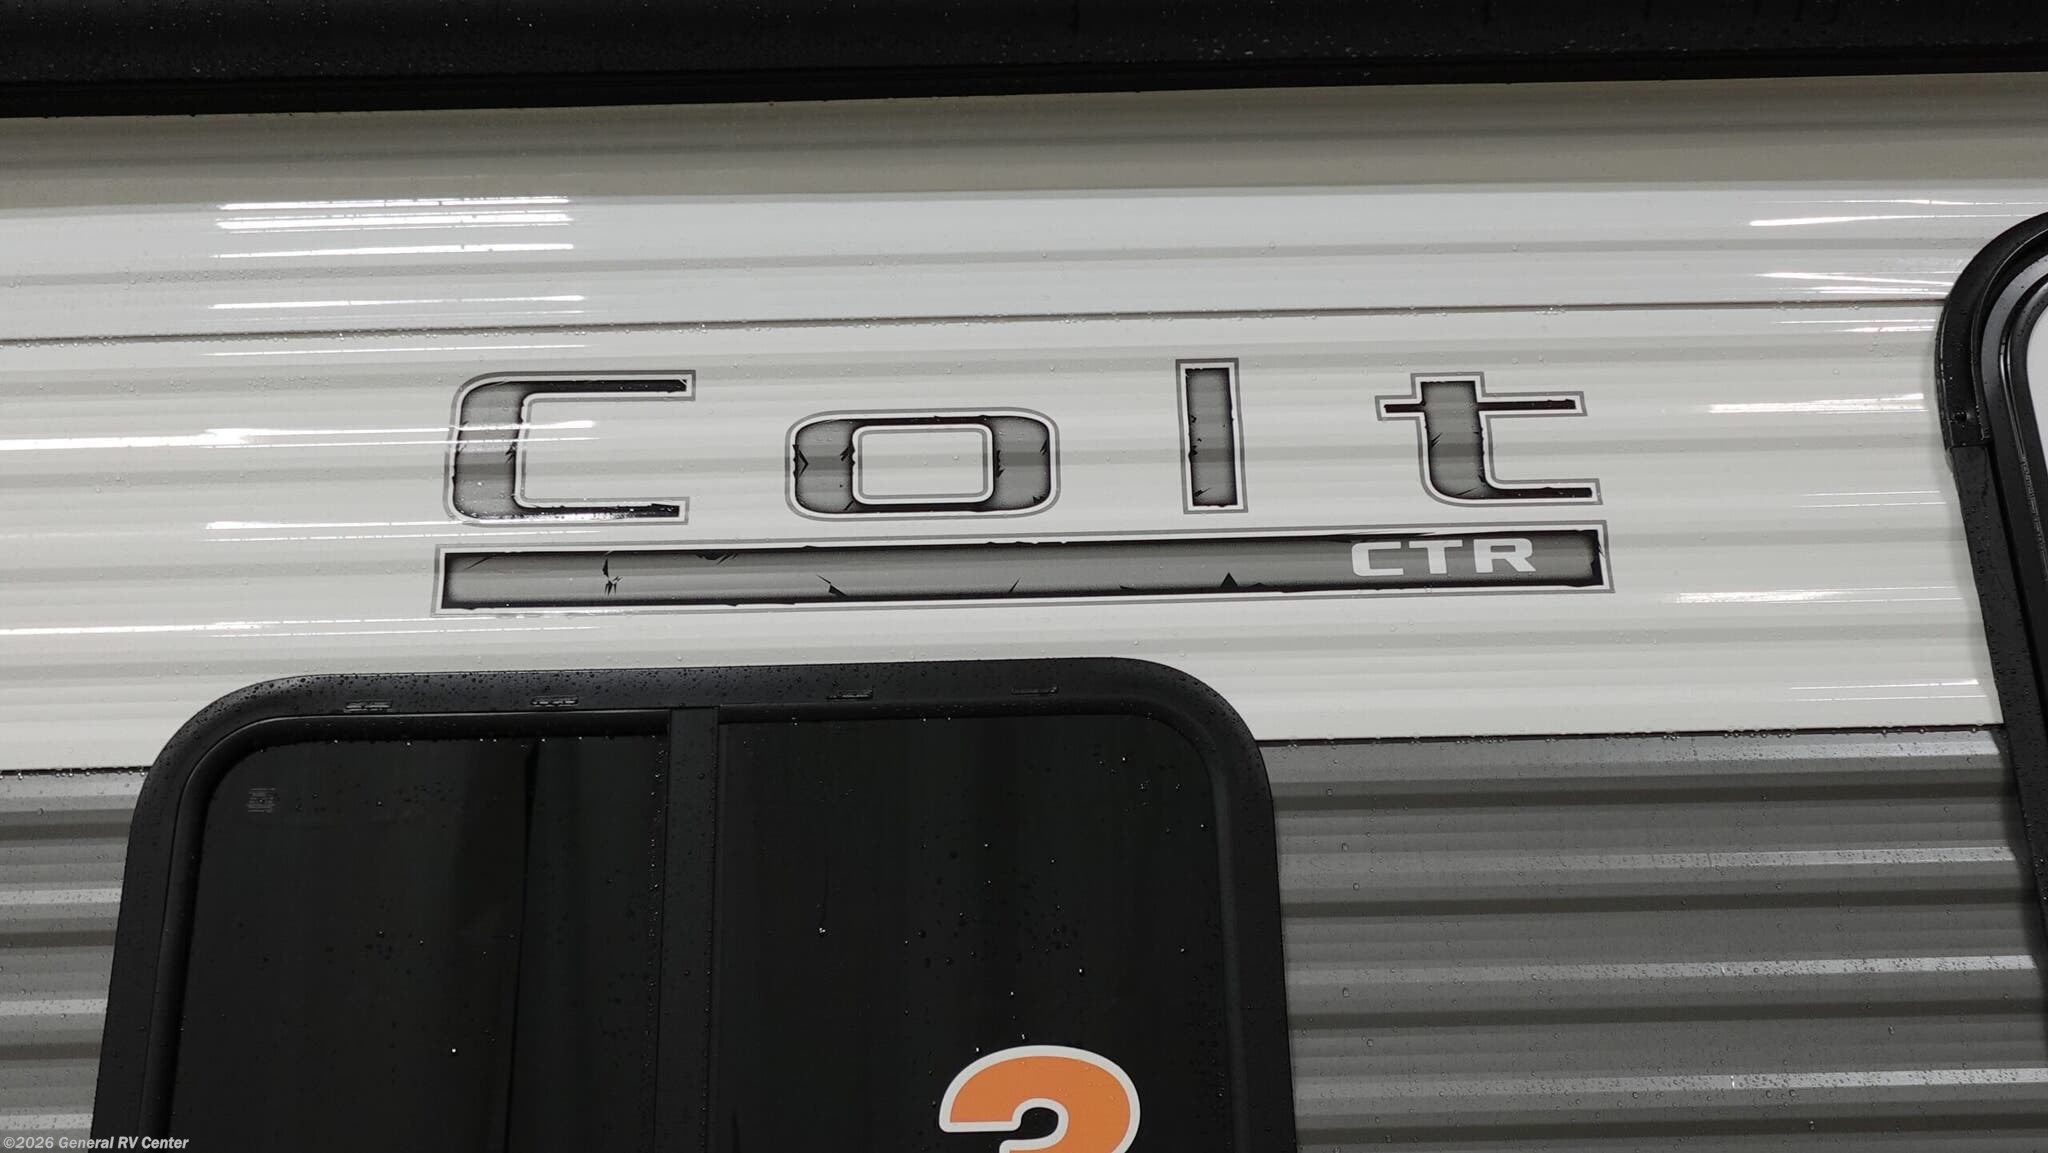 Colt
CTR
©2026 General RV Center